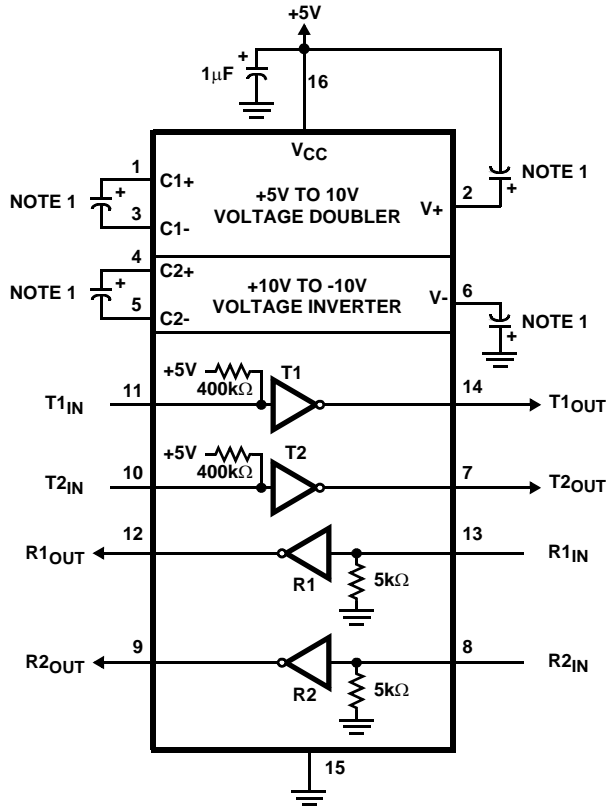 +5V
1μF
+
16
VCC
1
C1+
NOTE 1
+
3
C1-
+5V TO 10V
VOLTAGE DOUBLER
2
V+
NOTE 1
+
4
C2+
NOTE 1
+
5
C2-
+10V TO -10V
VOLTAGE INVERTER
6
V-
NOTE 1
+
+5V
400kΩ
T1
T1IN
11
14
T1OUT
+5V
400kΩ
T2
T2IN
10
7
T2OUT
R1OUT
12
R1
5kΩ
13
R1IN
R2OUT
9
R2
5kΩ
8
R2IN
15